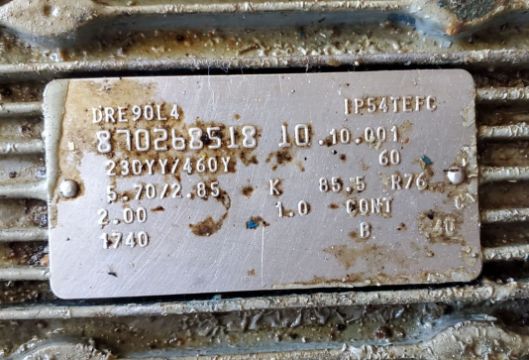 DRE90L4 IP54TEFC
870268518 10 .10.001
230YY/460Y 60
5.70/2.85 K 85.5 R76
2.00 1.0 CONT C
1740 B 40